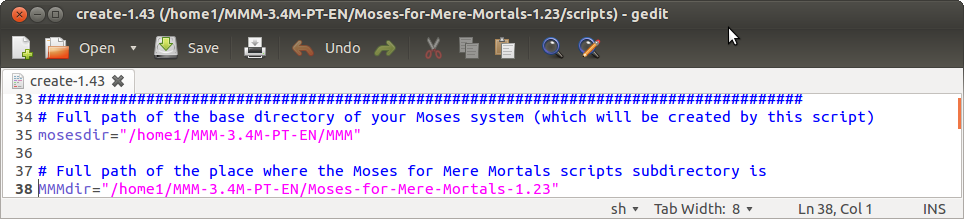 create-1.43 (/home1/MMM-3.4M-PT-EN/Moses-for-Mere-Mortals-1.23/scripts) - gedit
Open Save Undo
create-1.43
33 #####################################################################################
34 # Full path of the base directory of your Moses system (which will be created by this script)
35 mosesdir="/home1/MMM-3.4M-PT-EN/MMM"
36
37 # Full path of the place where the Moses for Mere Mortals scripts subdirectory is
38 MMMdir="/home1/MMM-3.4M-PT-EN/Moses-for-Mere-Mortals-1.23"
sh Tab Width: 8 Ln 38, Col 1 INS